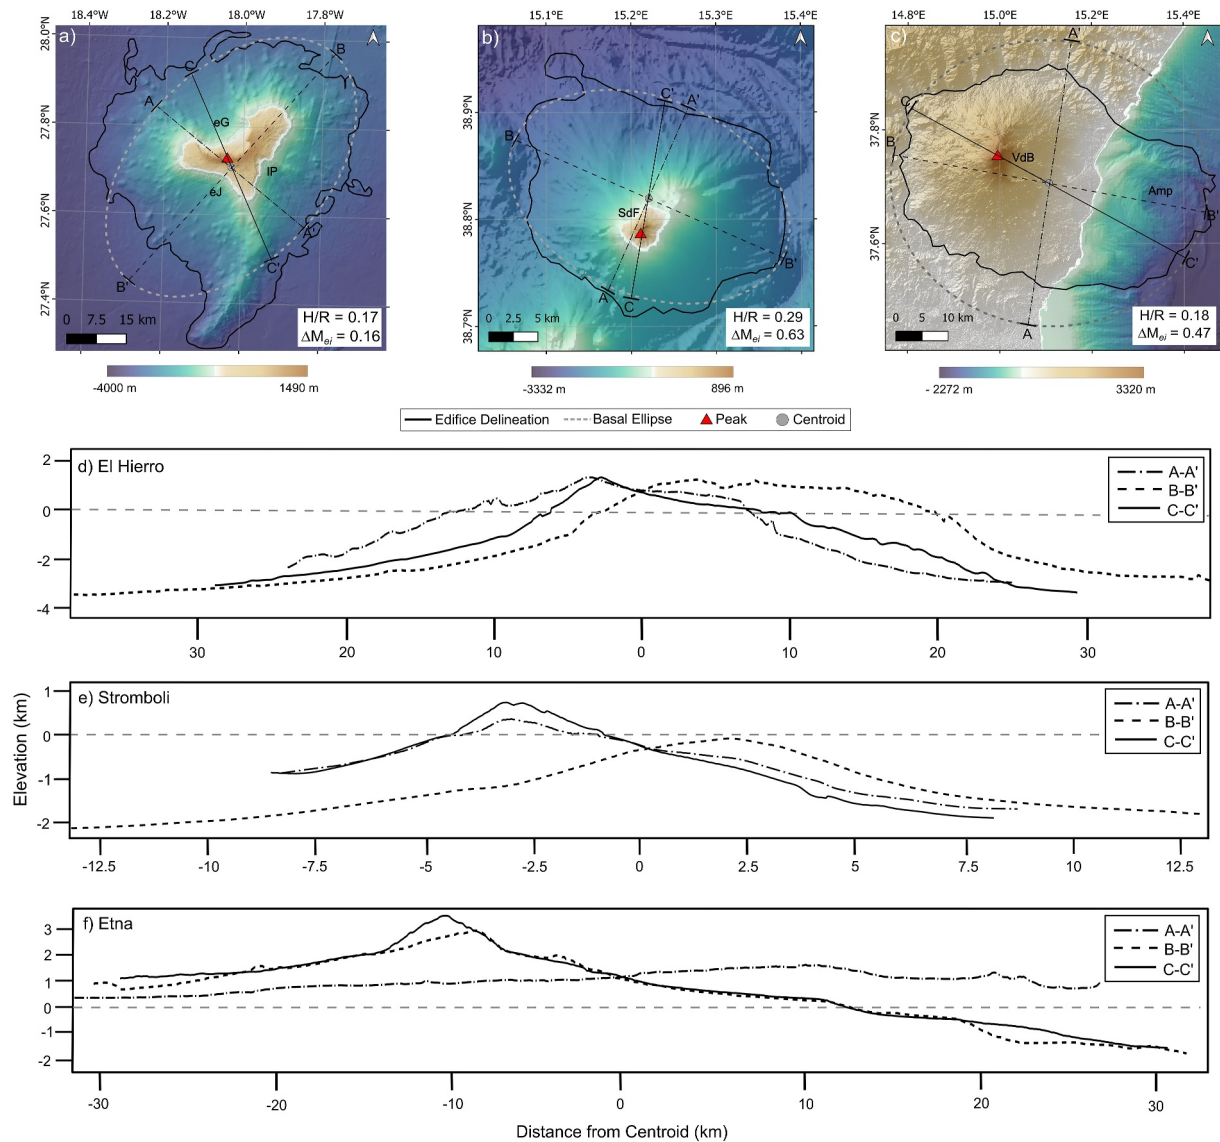 18.4°W 18.2°W 18.0°W 17.8°W
28.0°N
27.8°N
27.6°N
27.4°N
a)
A
B
C
eG
IP
eJ
A'
B'
C'
0 7.5 15 km
H/R = 0.17
ΔMei = 0.16
-4000 m 1490 m
15.1°E 15.2°E 15.3°E 15.4°E
38.9°N
38.8°N
38.7°N
b)
C' A'
B
SdF
B'
A C
0 2.5 5 km
H/R = 0.29
ΔMei = 0.63
-3332 m 896 m
14.8°E 15.0°E 15.2°E 15.4°E
37.8°N
37.6°N
c)
A'
C
B
VdB
Amp
B'
C'
A
0 5 10 km
H/R = 0.18
ΔMei = 0.47
- 2272 m 3320 m
Edifice Delineation Basal Ellipse Peak Centroid
d) El Hierro
A-A'
B-B'
C-C'
2
0
-2
-4
30 20 10 0 10 20 30
e) Stromboli
A-A'
B-B'
C-C'
1
0
-1
-2
-12.5 -10 -7.5 -5 -2.5 0 2.5 5 7.5 10 12.5
Elevation (km)
f) Etna
A-A'
B-B'
C-C'
3
2
1
0
-1
-2
-30 -20 -10 0 10 20 30
Distance from Centroid (km)